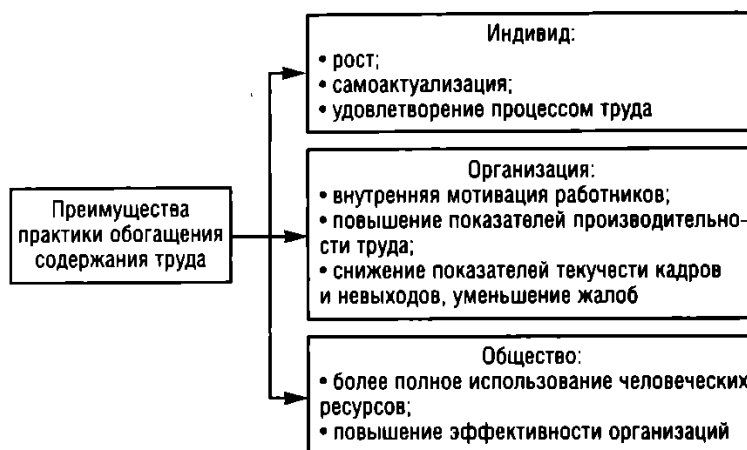 Преимущества
практики обогащения
содержания труда
Индивид:
• рост;
• самоактуализация;
• удовлетворение процессом труда
Организация:
• внутренняя мотивация работников;
• повышение показателей производительно-
сти труда;
• снижение показателей текучести кадров
и невыходов, уменьшение жалоб
Общество:
• более полное использование человеческих
ресурсов;
• повышение эффективности организаций